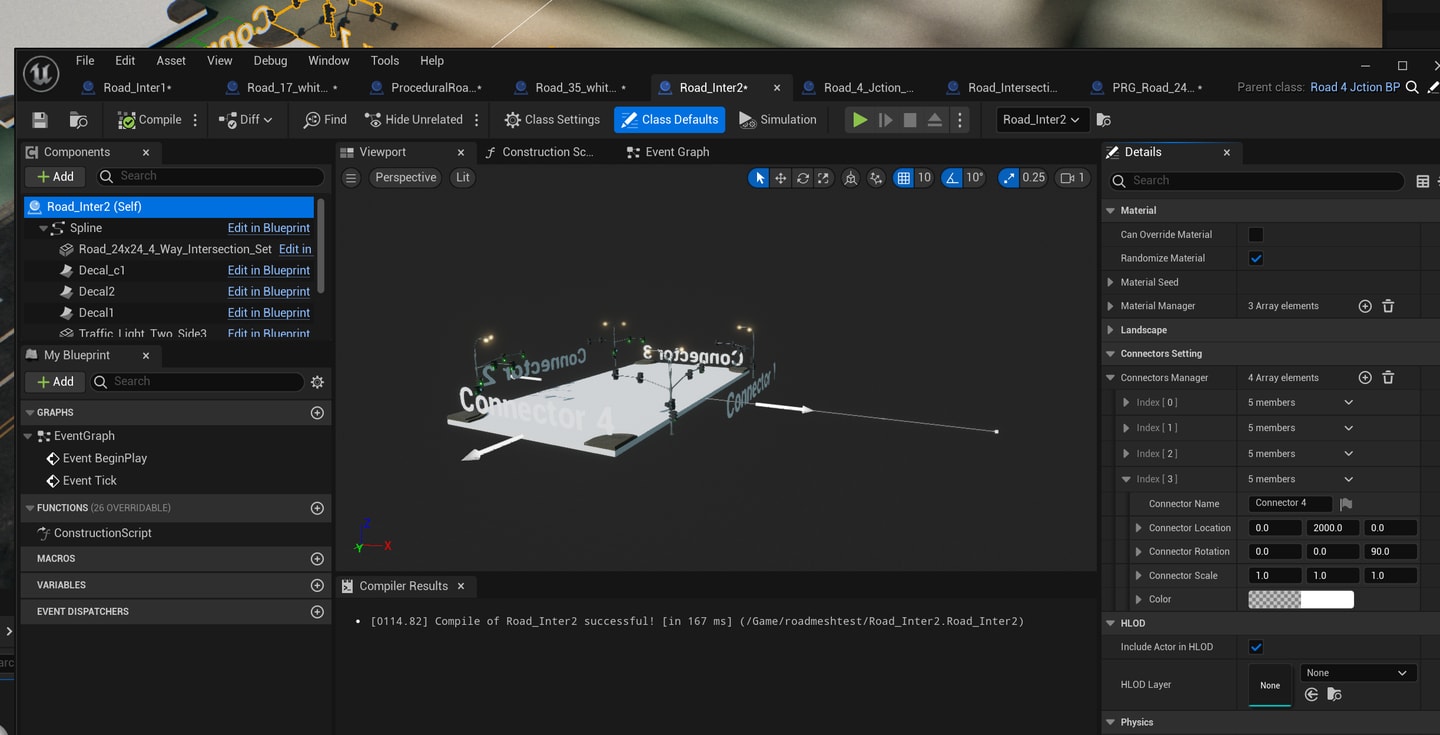 File Edit Asset View Debug Window Tools Help
Road_Inter1* Road_17_whit... * ProceduralRoa...* Road_35_whit... * Road_Inter2* Road_4_Jction_... Road_Intersecti... PRG_Road_24... * Parent class: Road 4 Jction BP
Compile Diff Find Hide Unrelated Class Settings Class Defaults Simulation Road_Inter2
Components
Add Search
Road_Inter2 (Self)
Spline Edit in Blueprint
Road_24x24_4_Way_Intersection_Set Edit in
Decal_c1 Edit in Blueprint
Decal2 Edit in Blueprint
Decal1 Edit in Blueprint
Traffic_Light_Two_Side3 Edit in Blueprint
My Blueprint
Add Search
GRAPHS
EventGraph
Event BeginPlay
Event Tick
FUNCTIONS (26 OVERRIDABLE)
ConstructionScript
MACROS
VARIABLES
EVENT DISPATCHERS
Viewport Construction Sc... Event Graph
Perspective Lit 10 10° 0.25 1
Connector 2
Connector 3
Connector 1
Connector 4
Z
Y X
Compiler Results
• [0114.82] Compile of Road_Inter2 successful! [in 167 ms] (/Game/roadmeshtest/Road_Inter2.Road_Inter2)
Details
Search
Material
Can Override Material
Randomize Material
Material Seed
Material Manager 3 Array elements
Landscape
Connectors Setting
Connectors Manager 4 Array elements
Index [ 0 ] 5 members
Index [ 1 ] 5 members
Index [ 2 ] 5 members
Index [ 3 ] 5 members
Connector Name Connector 4
Connector Location 0.0 2000.0 0.0
Connector Rotation 0.0 0.0 90.0
Connector Scale 1.0 1.0 1.0
Color
HLOD
Include Actor in HLOD
HLOD Layer None None
Physics